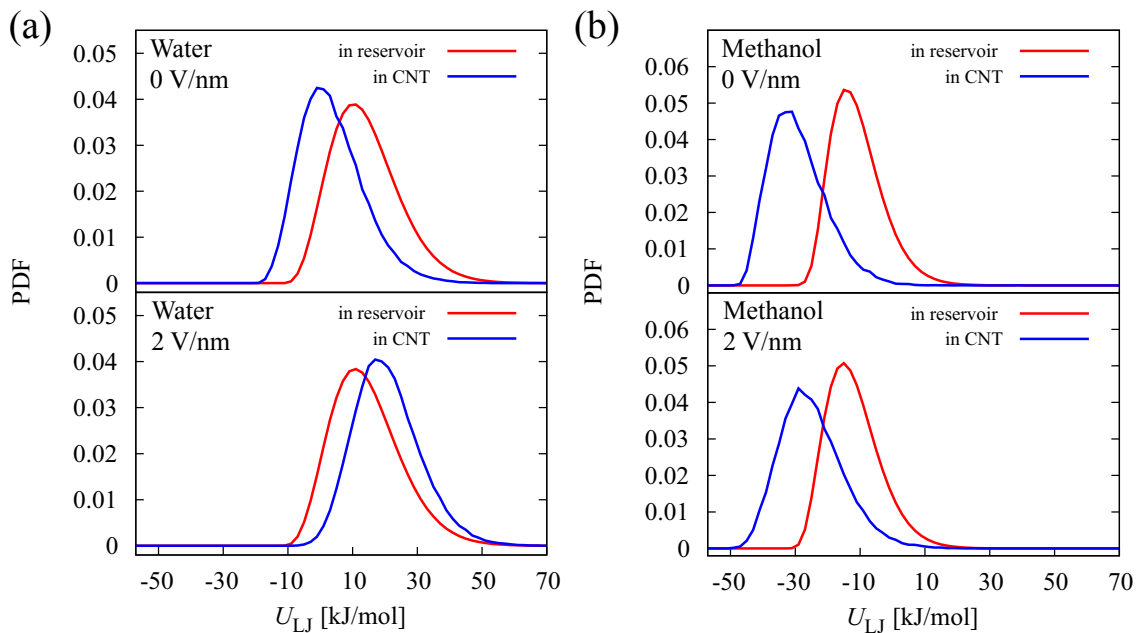 (a)
Water
0 V/nm
in reservoir
in CNT
0.05
0.04
0.03
0.02
0.01
0
Water
2 V/nm
in reservoir
in CNT
0.05
0.04
0.03
0.02
0.01
0
PDF
-50 -30 -10 10 30 50 70
U_LJ [kJ/mol]
(b)
Methanol
0 V/nm
in reservoir
in CNT
0.06
0.05
0.04
0.03
0.02
0.01
0
Methanol
2 V/nm
in reservoir
in CNT
0.06
0.05
0.04
0.03
0.02
0.01
0
PDF
-50 -30 -10 10 30 50 70
U_LJ [kJ/mol]